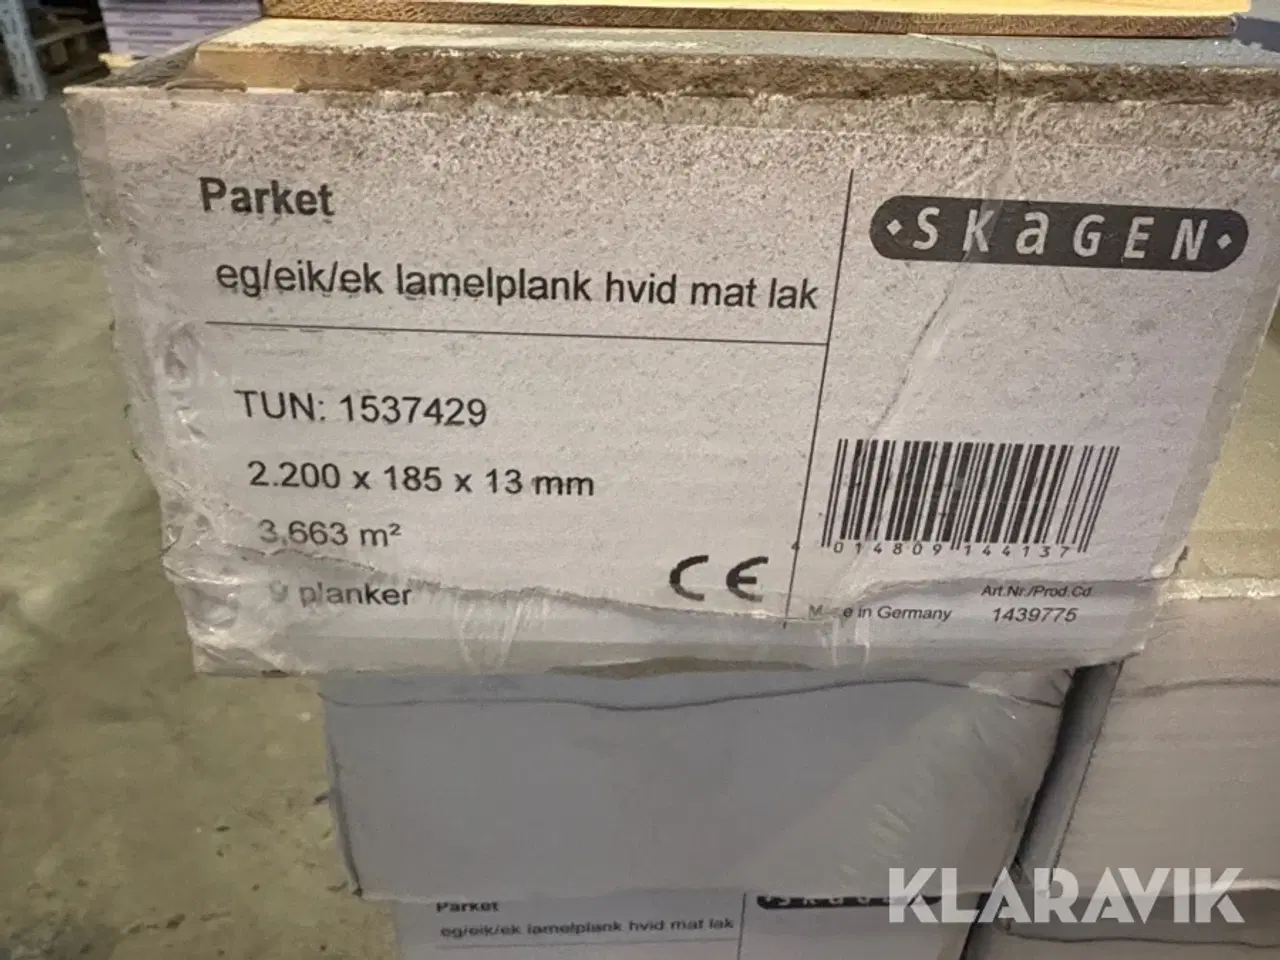 Parket
eg/eik/ek lamelplank hvid mat lak
SKaGEN
TUN: 1537429
2.200 x 185 x 13 mm
3,663 m²
9 planker
CE
4 014809 144137
Art.Nr./Prod.Cd.
e in Germany
1439775
Parket
eg/eik/ek lamelplank hvid mat lak
SKaGEN
KLARAVIK